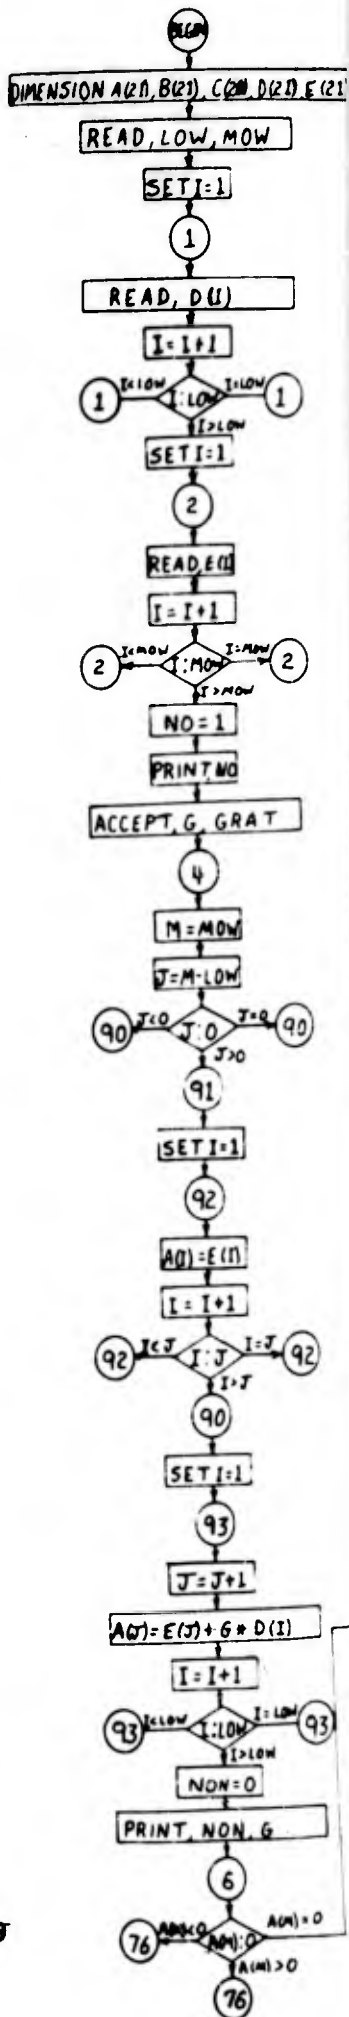 BEGIN
DIMENSION A(21), B(21), C(21), D(21), E(21)
READ, LOW, MOW
SET I=1
1
READ, D(I)
I = I+1
I<LOW
I=LOW
1
I:LOW
1
I>LOW
SET I=1
2
READ, E(I)
I = I+1
I<MOW
I=MOW
2
I:MOW
2
I>MOW
NO=1
PRINT, NO
ACCEPT, G, GRAT
4
M=MOW
J=M-LOW
J<0
J=0
90
J:0
90
J>0
91
SET I=1
92
A(I)=E(I)
I = I+1
I<J
I=J
92
I:J
92
I>J
90
SET I=1
93
J=J+1
A(J)=E(J)+G*D(I)
I=I+1
I<LOW
I=LOW
93
I:LOW
93
I>LOW
NON=0
PRINT, NON, G
6
A(M)<0
A(M)=0
76
A(M):0
A(M)>0
76